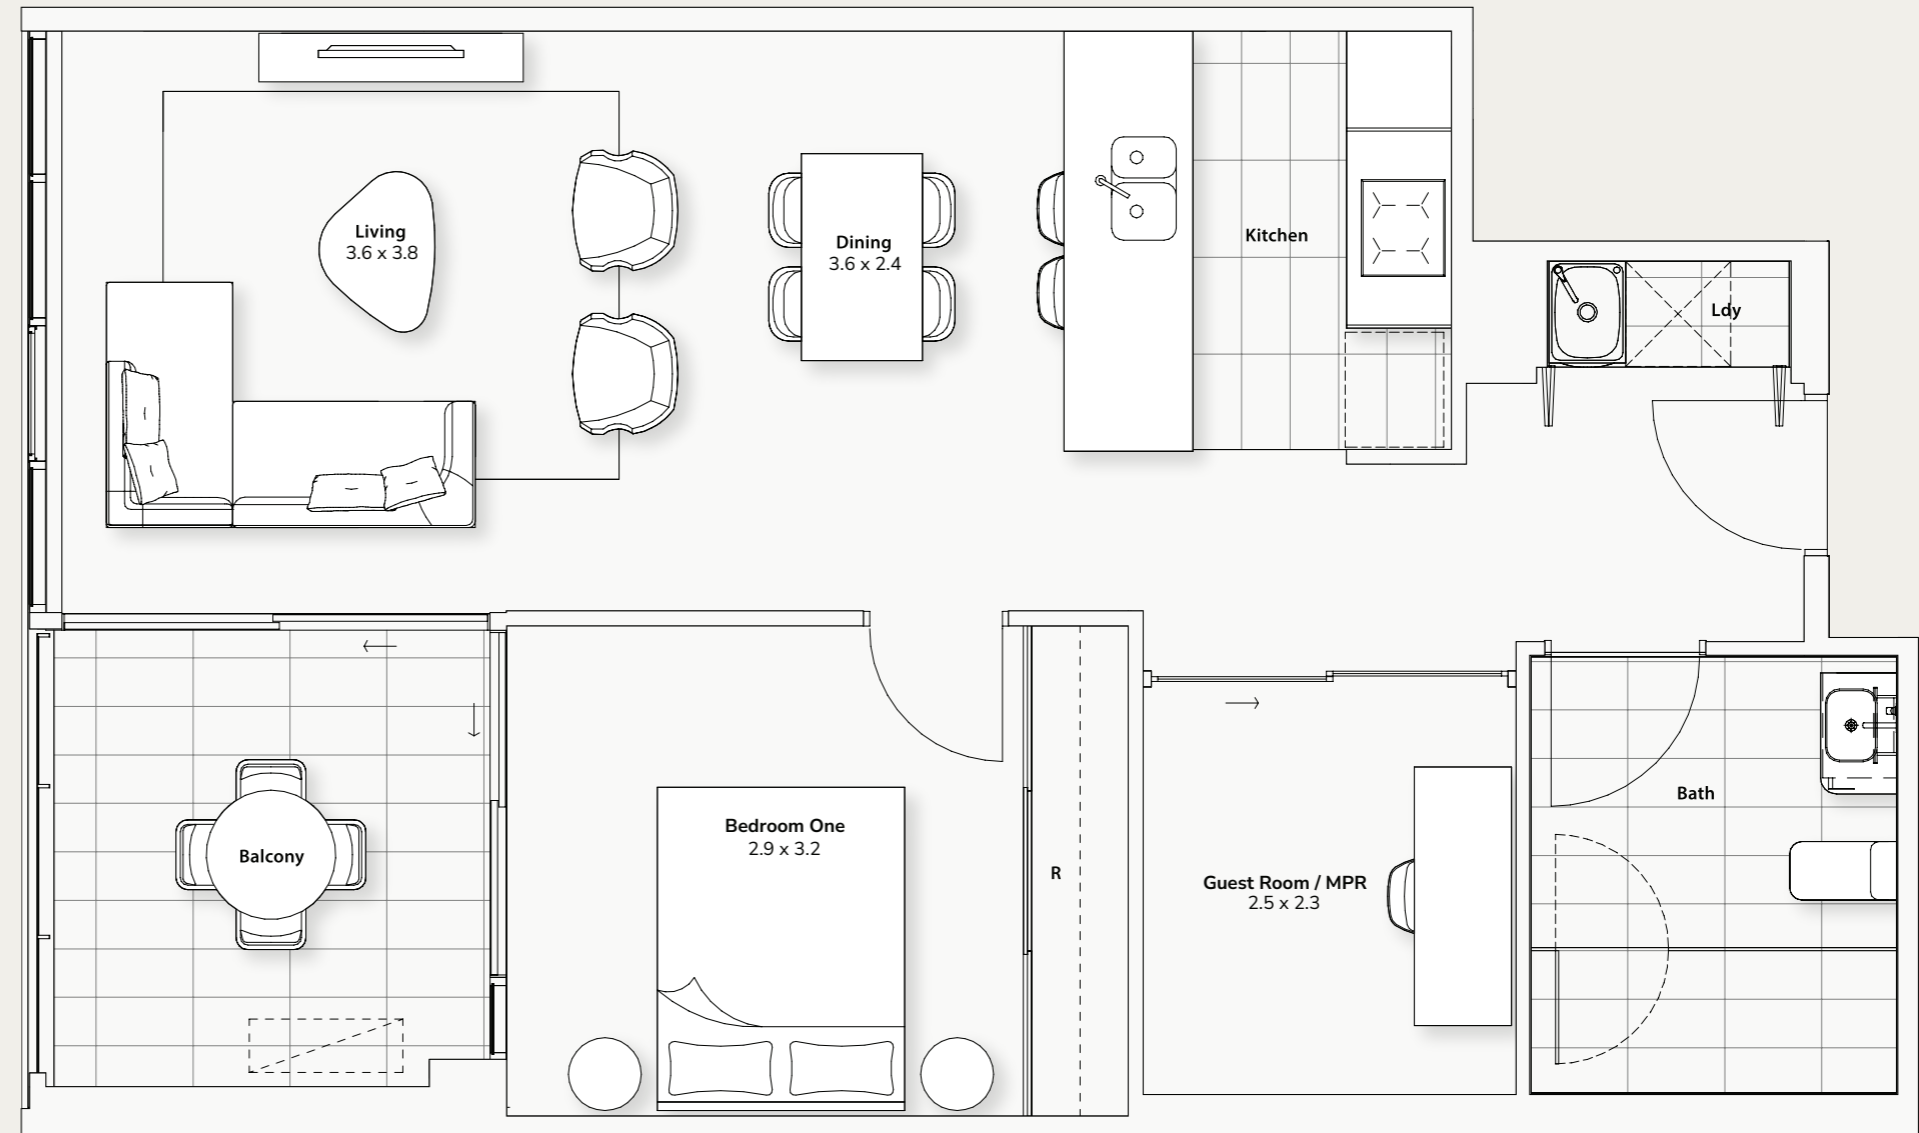 Living
3.6 x 3.8
Dining
3.6 x 2.4
Kitchen
Ldy
Bedroom One
2.9 x 3.2
R
Guest Room / MPR
2.5 x 2.3
Bath
Balcony